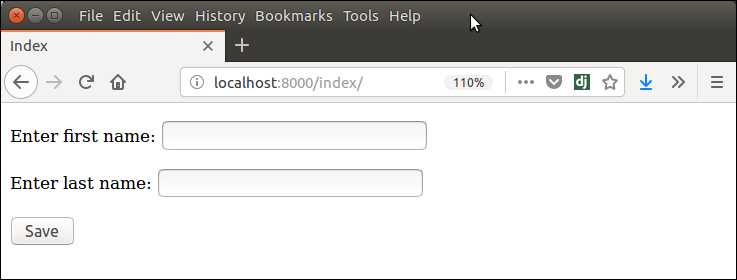 File Edit View History Bookmarks Tools Help
Index
localhost:8000/index/ 110% dj
Enter first name:
Enter last name:
Save